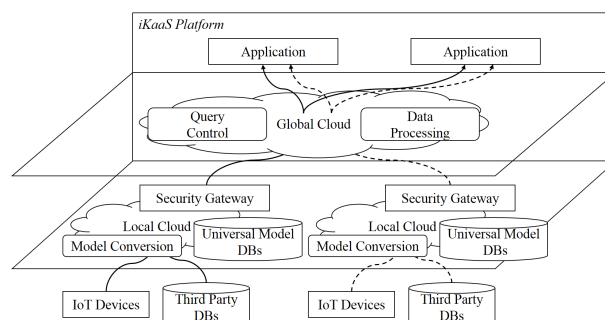 iKaaS Platform
Application
Application
Query
Control
Global Cloud
Data
Processing
Security Gateway
Security Gateway
Local Cloud
Universal Model
DBs
Model Conversion
Local Cloud
Universal Model
DBs
Model Conversion
IoT Devices
Third Party
DBs
IoT Devices
Third Party
DBs